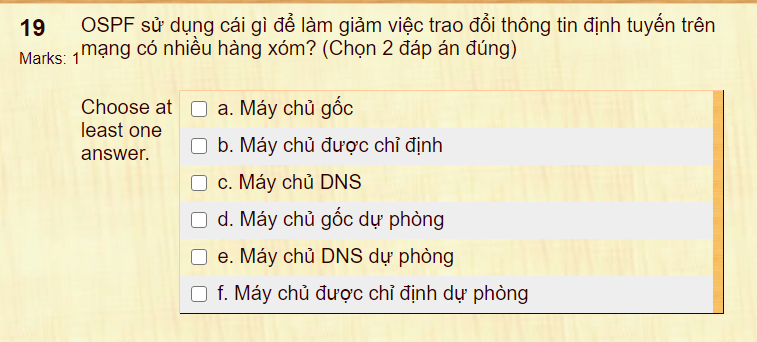 19
Marks: 1
OSPF sử dụng cái gì để làm giảm việc trao đổi thông tin định tuyến trên
mạng có nhiều hàng xóm? (Chọn 2 đáp án đúng)
Choose at
least one
answer.
a. Máy chủ gốc
b. Máy chủ được chỉ định
c. Máy chủ DNS
d. Máy chủ gốc dự phòng
e. Máy chủ DNS dự phòng
f. Máy chủ được chỉ định dự phòng